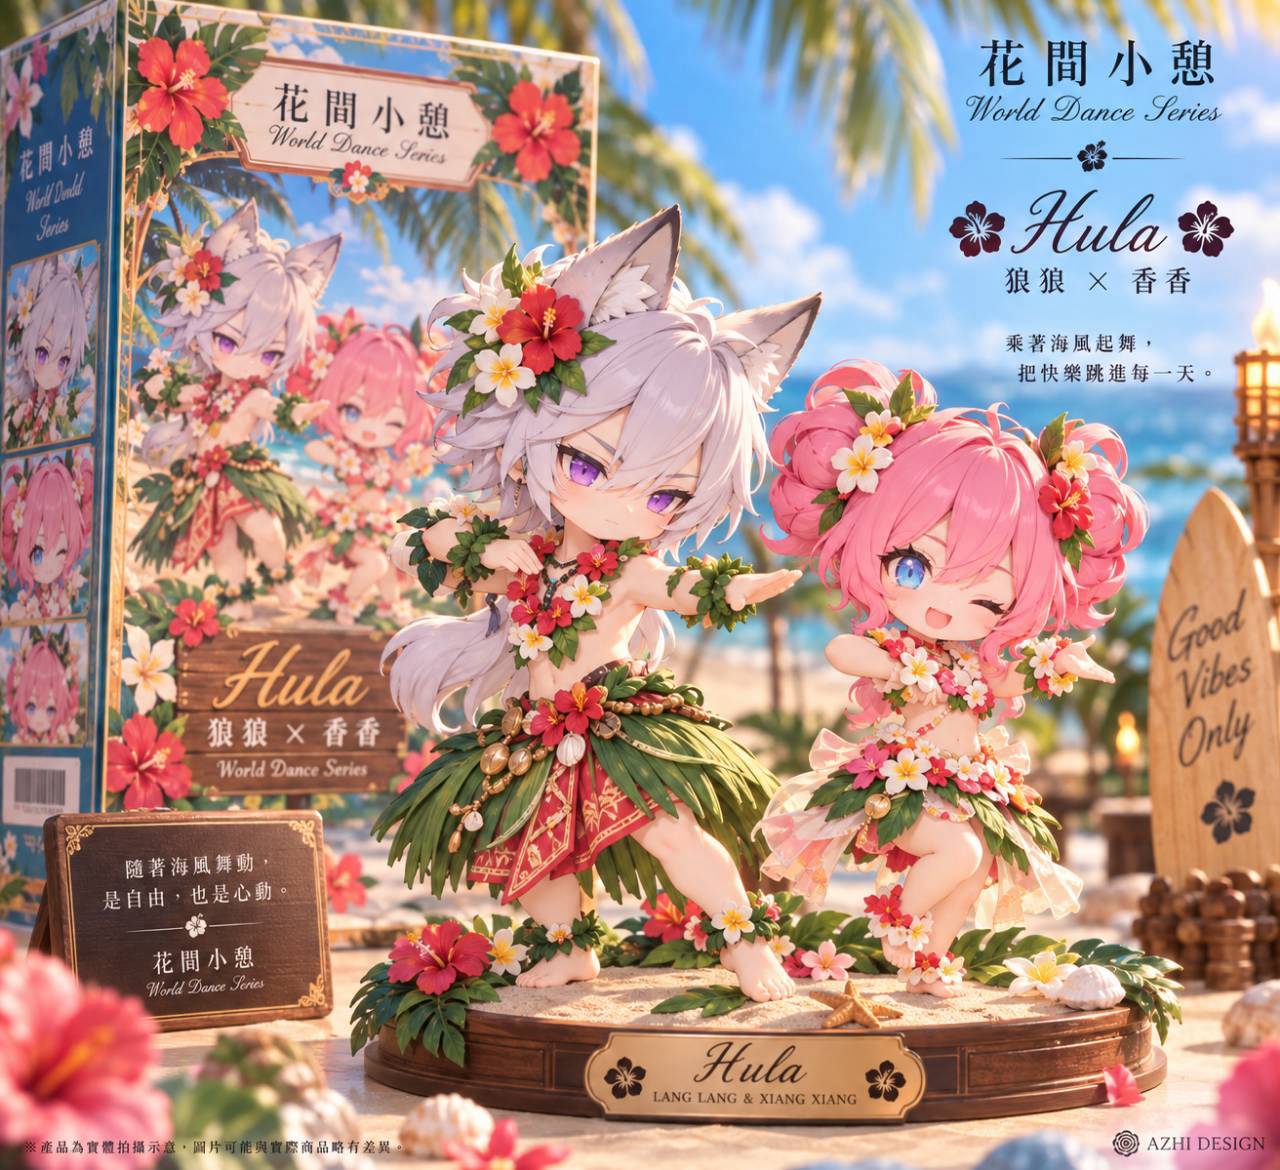 花間小憩
World Dance Series
Hula
狼狼 × 香香
乘著海風起舞，
把快樂跳進每一天。
花間小憩
World Dance Series
花間小憩
World Dondd
Series
Hula
狼狼 × 香香
World Dance Series
隨著海風舞動，
是自由，也是心動。
花間小憩
World Dance Series
Good
Vibes
Only
Hula
LANG LANG & XIANG XIANG
※產品為實體拍攝示意，圖片可能與實際商品略有差異。
AZHI DESIGN